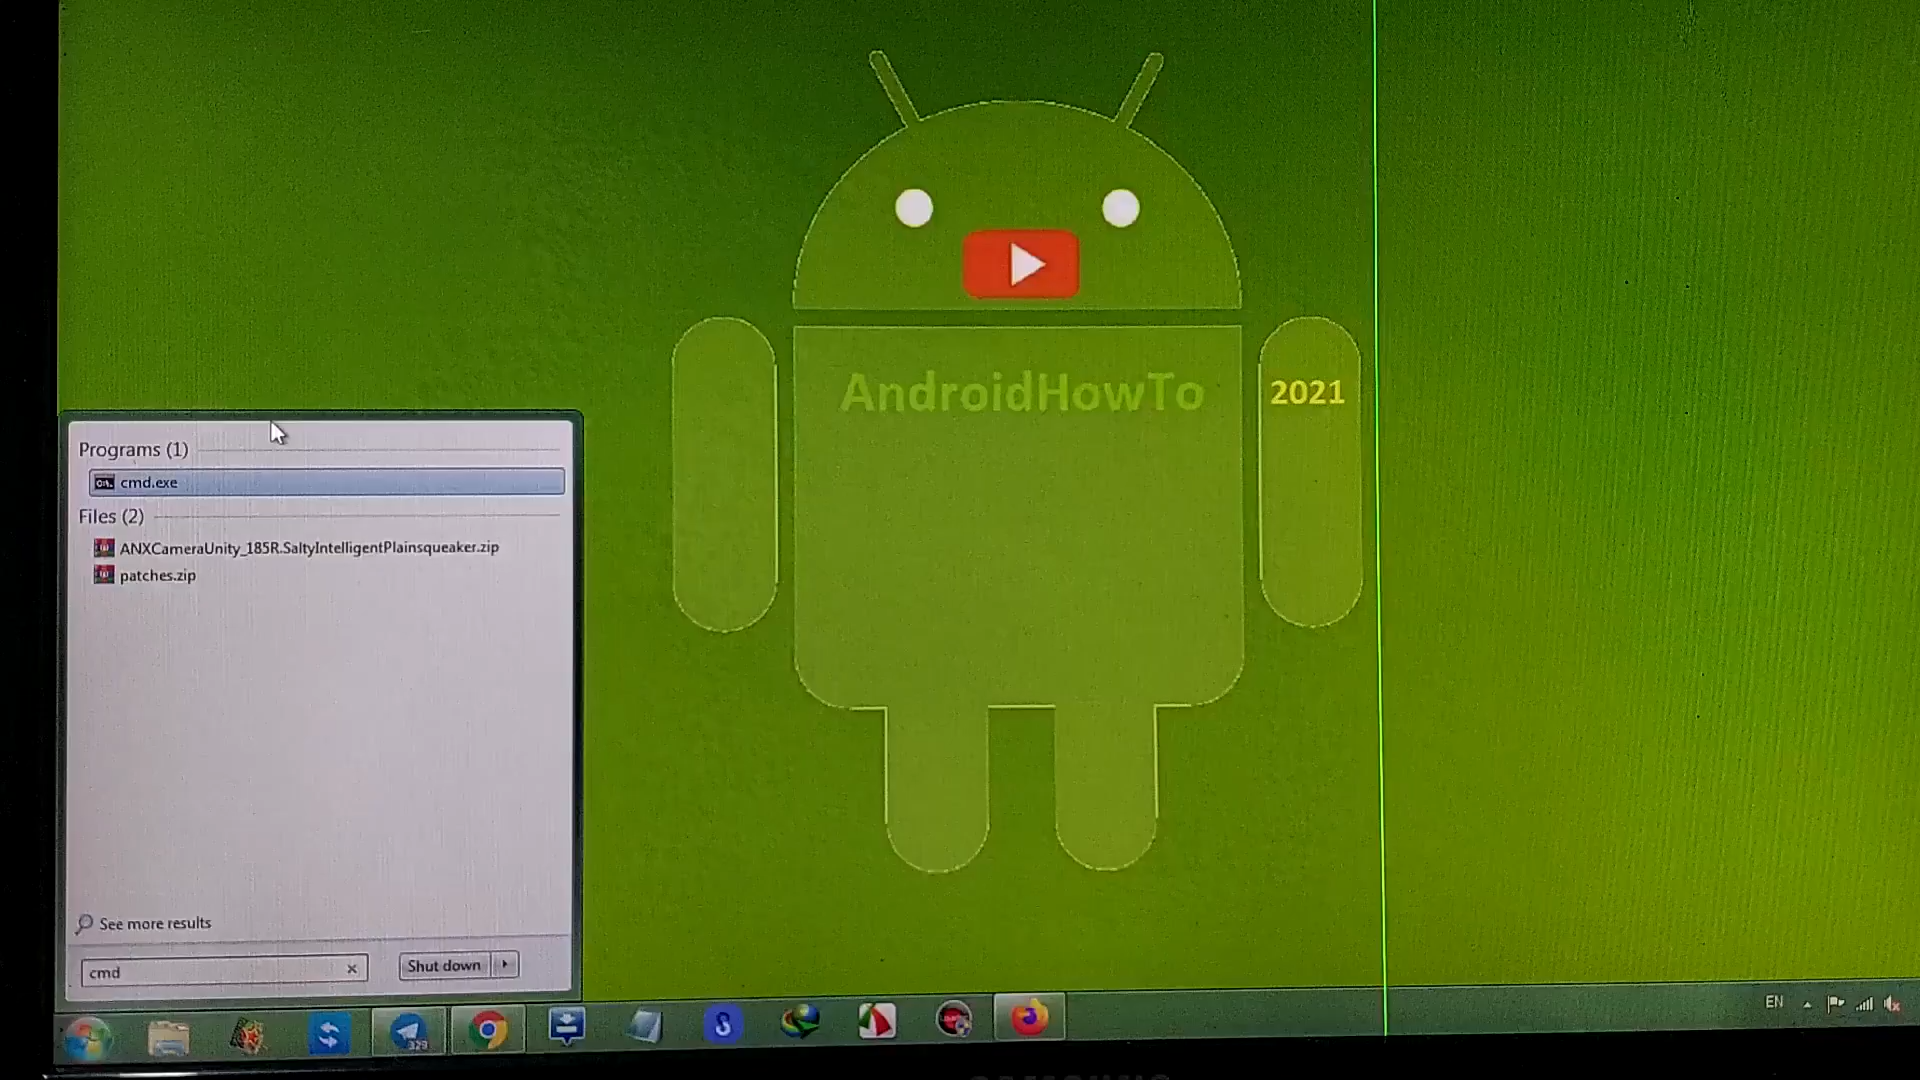 AndroidHowTo
2021
Programs (1)
cmd.exe
Files (2)
ANXCameraUnity_185R.SaltyIntelligentPlainsqueaker.zip
patches.zip
See more results
cmd
Shut down
EN
329